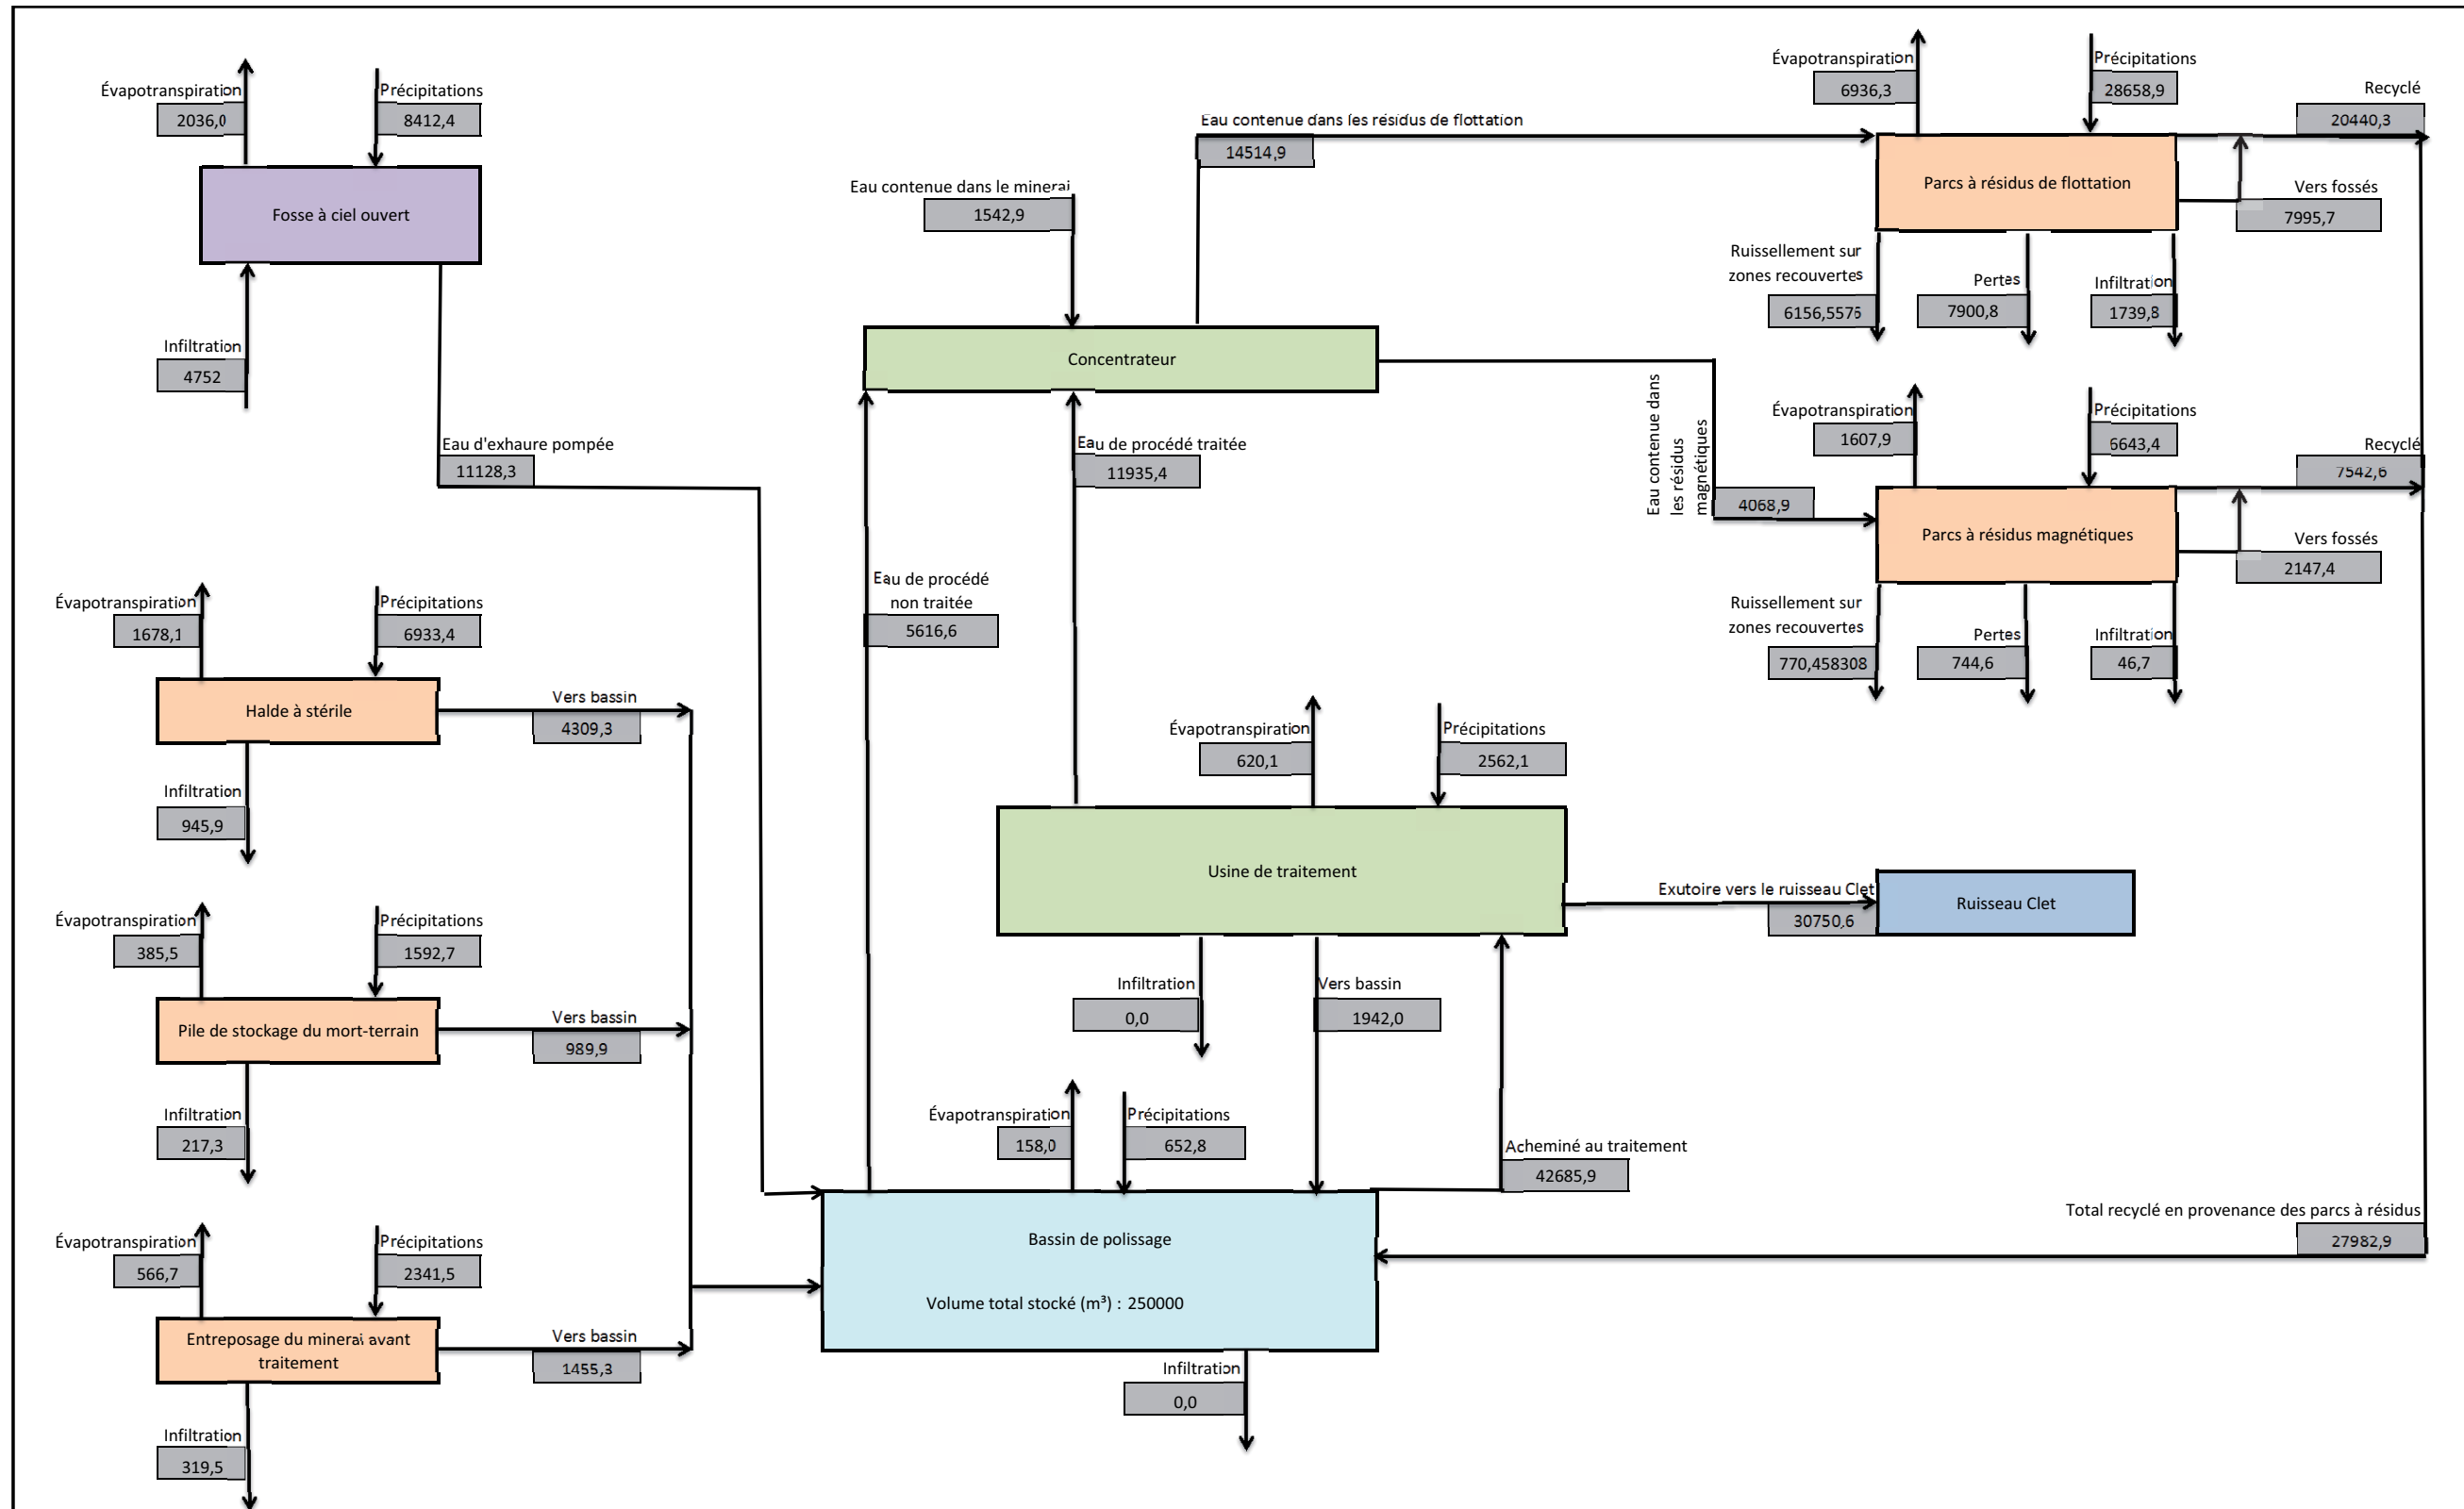 Évapotranspiration
2036,0
Précipitations
8412,4
Fosse à ciel ouvert
Infiltration
4752
Eau d'exhaure pompée
11128,3
Évapotranspiration
1678,1
Précipitations
6933,4
Halde à stérile
Vers bassin
4309,3
Infiltration
945,9
Évapotranspiration
385,5
Précipitations
1592,7
Pile de stockage du mort-terrain
Vers bassin
989,9
Infiltration
217,3
Évapotranspiration
566,7
Précipitations
2341,5
Entreposage du minerai avant
traitement
Vers bassin
1455,3
Infiltration
319,5
Eau contenue dans les résidus de flottation
14514,9
Eau contenue dans le minerai
1542,9
Concentrateur
Eau de procédé traitée
11935,4
Eau de procédé
non traitée
5616,6
Eau contenue dans
les résidus
magnétiques
4068,9
Évapotranspiration
620,1
Précipitations
2562,1
Usine de traitement
Exutoire vers le ruisseau Clet
30750,6
Ruisseau Clet
Infiltration
0,0
Vers bassin
1942,0
Évapotranspiration
158,0
Précipitations
652,8
Acheminé au traitement
42685,9
Bassin de polissage
Volume total stocké (m³) : 250000
Infiltration
0,0
Évapotranspiration
6936,3
Précipitations
28658,9
Recyclé
20440,3
Parcs à résidus de flottation
Vers fossés
7995,7
Ruissellement sur
zones recouvertes
6156,5576
Pertes
7900,8
Infiltration
1739,8
Évapotranspiration
1607,9
Précipitations
6643,4
Recyclé
7542,6
Parcs à résidus magnétiques
Vers fossés
2147,4
Ruissellement sur
zones recouvertes
770,458308
Pertes
744,6
Infiltration
46,7
Total recyclé en provenance des parcs à résidus
27982,9